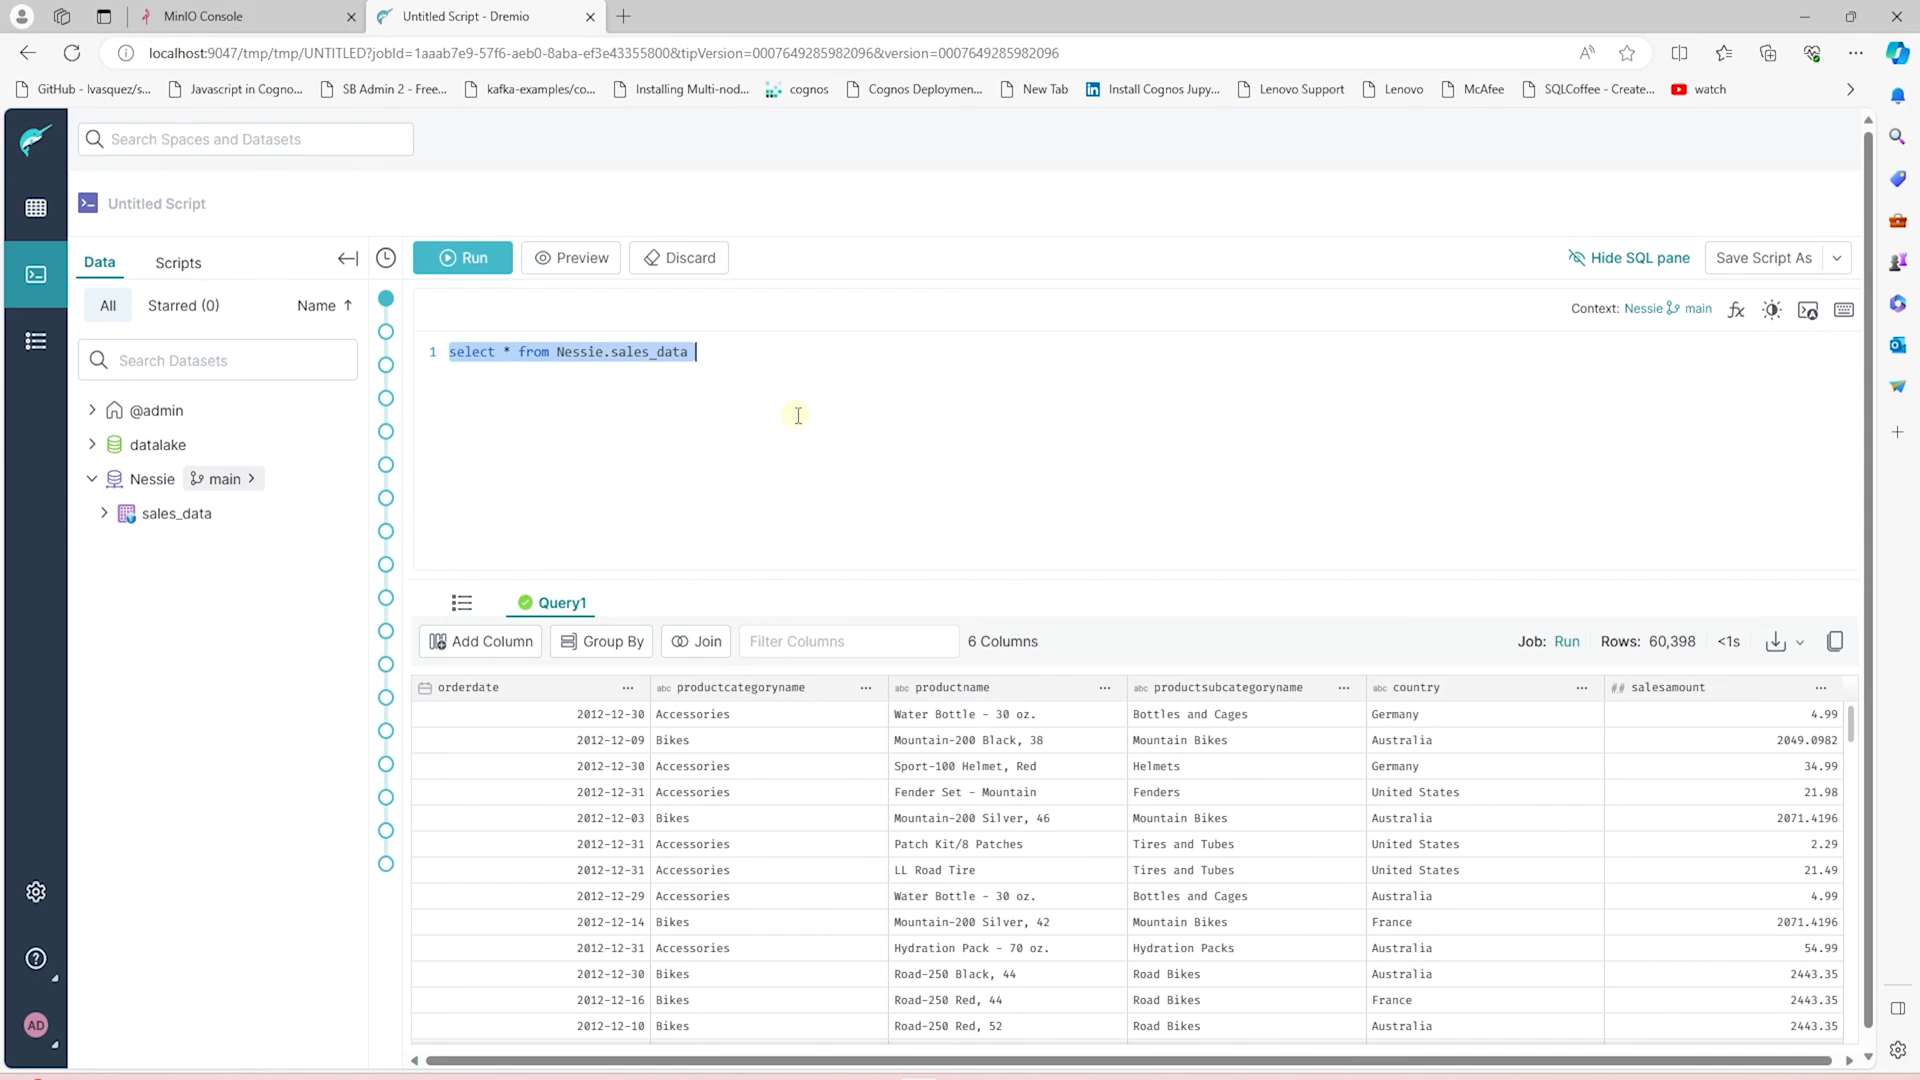 MinIO Console
Untitled Script - Dremio
localhost:9047/tmp/tmp/UNTITLED?jobId=1aaab7e9-57f6-aeb0-8aba-ef3e43355800&tipVersion=0007649285982096&version=0007649285982096
GitHub - lvasquez/s... Javascript in Cogno... SB Admin 2 - Free... kafka-examples/co... Installing Multi-nod... cognos Cognos Deploymen... New Tab Install Cognos Jupy... Lenovo Support Lenovo McAfee SQLCoffee - Create... watch
Search Spaces and Datasets
Untitled Script
Data Scripts
Run Preview Discard Hide SQL pane Save Script As
All Starred (0) Name ↑
Context: Nessie main
1 select * from Nessie.sales_data
Search Datasets
@admin
datalake
Nessie main
sales_data
Query1
Add Column Group By Join Filter Columns 6 Columns Job: Run Rows: 60,398 <1s
orderdate ... abc productcategoryname ... abc productname ... abc productsubcategoryname ... abc country ... ## salesamount ...
2012-12-30 Accessories Water Bottle - 30 oz. Bottles and Cages Germany 4.99
2012-12-09 Bikes Mountain-200 Black, 38 Mountain Bikes Australia 2049.0982
2012-12-30 Accessories Sport-100 Helmet, Red Helmets Germany 34.99
2012-12-31 Accessories Fender Set - Mountain Fenders United States 21.98
2012-12-03 Bikes Mountain-200 Silver, 46 Mountain Bikes Australia 2071.4196
2012-12-31 Accessories Patch Kit/8 Patches Tires and Tubes United States 2.29
2012-12-31 Accessories LL Road Tire Tires and Tubes United States 21.49
2012-12-29 Accessories Water Bottle - 30 oz. Bottles and Cages Australia 4.99
2012-12-14 Bikes Mountain-200 Silver, 42 Mountain Bikes France 2071.4196
2012-12-31 Accessories Hydration Pack - 70 oz. Hydration Packs Australia 54.99
2012-12-30 Bikes Road-250 Black, 44 Road Bikes Australia 2443.35
2012-12-16 Bikes Road-250 Red, 44 Road Bikes France 2443.35
2012-12-10 Bikes Road-250 Red, 52 Road Bikes Australia 2443.35
AD